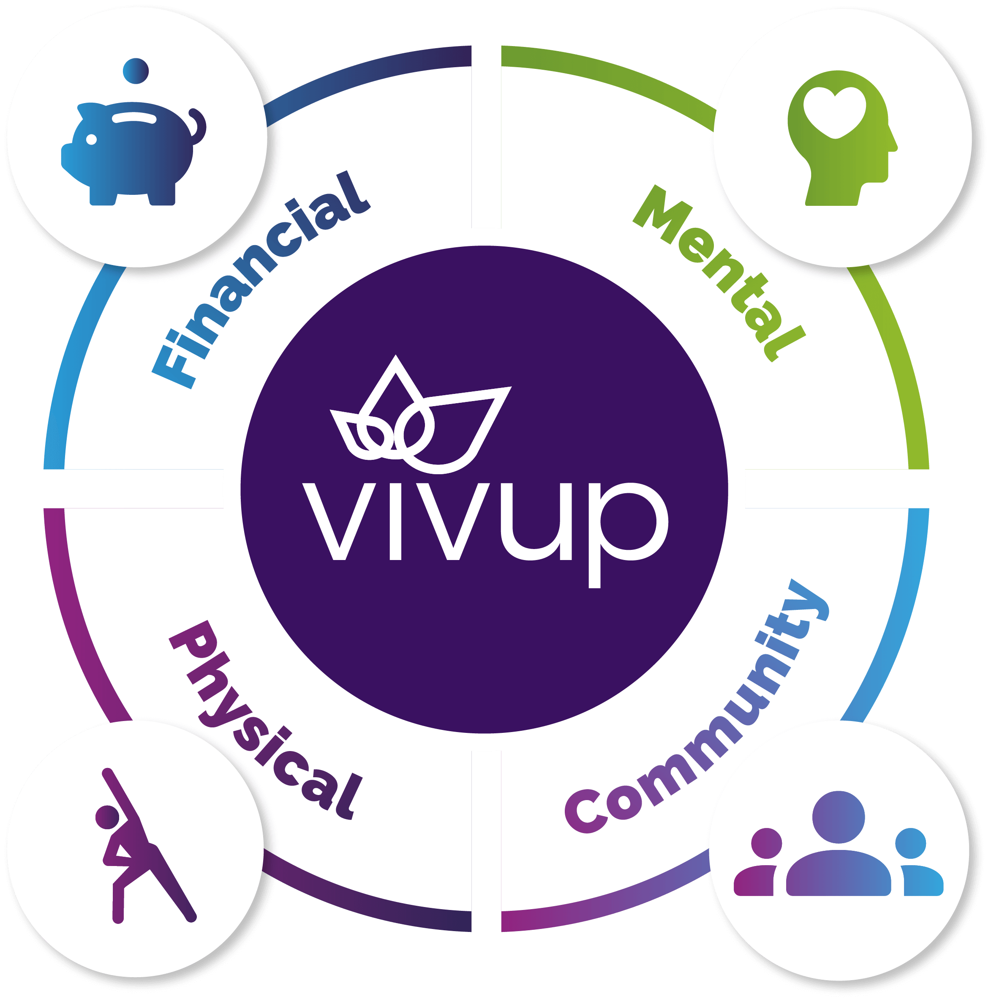 Financial
Mental
vivup
Physical
Community